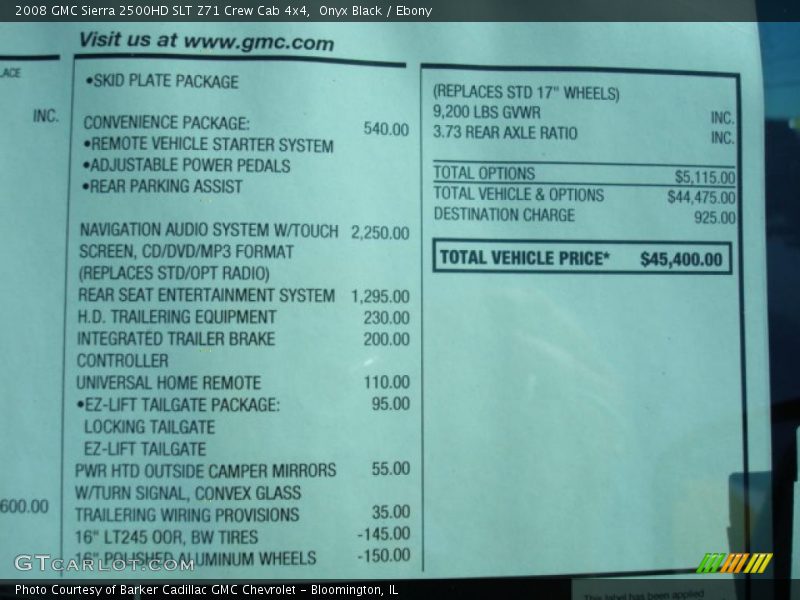 2008 GMC Sierra 2500HD SLT Z71 Crew Cab 4x4, Onyx Black / Ebony
Visit us at www.gmc.com
LACE
INC.
600.00
•SKID PLATE PACKAGE
CONVENIENCE PACKAGE: 540.00
•REMOTE VEHICLE STARTER SYSTEM
•ADJUSTABLE POWER PEDALS
•REAR PARKING ASSIST
NAVIGATION AUDIO SYSTEM W/TOUCH 2,250.00
SCREEN, CD/DVD/MP3 FORMAT
(REPLACES STD/OPT RADIO)
REAR SEAT ENTERTAINMENT SYSTEM 1,295.00
H.D. TRAILERING EQUIPMENT 230.00
INTEGRATED TRAILER BRAKE 200.00
CONTROLLER
UNIVERSAL HOME REMOTE 110.00
•EZ-LIFT TAILGATE PACKAGE: 95.00
LOCKING TAILGATE
EZ-LIFT TAILGATE
PWR HTD OUTSIDE CAMPER MIRRORS 55.00
W/TURN SIGNAL, CONVEX GLASS
TRAILERING WIRING PROVISIONS 35.00
16" LT245 OOR, BW TIRES -145.00
16" POLISHED ALUMINUM WHEELS -150.00
(REPLACES STD 17" WHEELS)
9,200 LBS GVWR INC.
3.73 REAR AXLE RATIO INC.
TOTAL OPTIONS $5,115.00
TOTAL VEHICLE & OPTIONS $44,475.00
DESTINATION CHARGE 925.00
TOTAL VEHICLE PRICE* $45,400.00
GTCARLOT.COM
This label has been applied
Photo Courtesy of Barker Cadillac GMC Chevrolet – Bloomington, IL